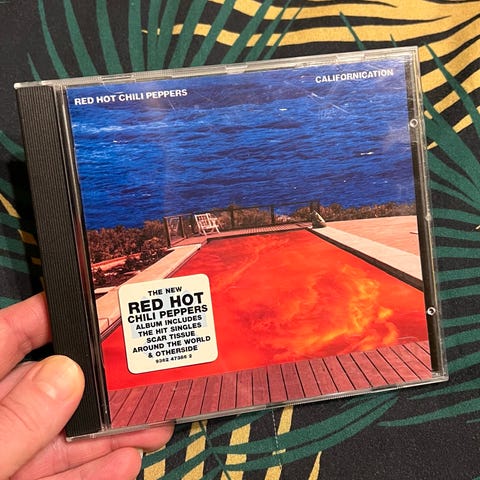 RED HOT CHILI PEPPERS
CALIFORNICATION
THE NEW
RED HOT
CHILI PEPPERS
ALBUM INCLUDES
THE HIT SINGLES
SCAR TISSUE
AROUND THE WORLD
& OTHERSIDE
9362 47386 2